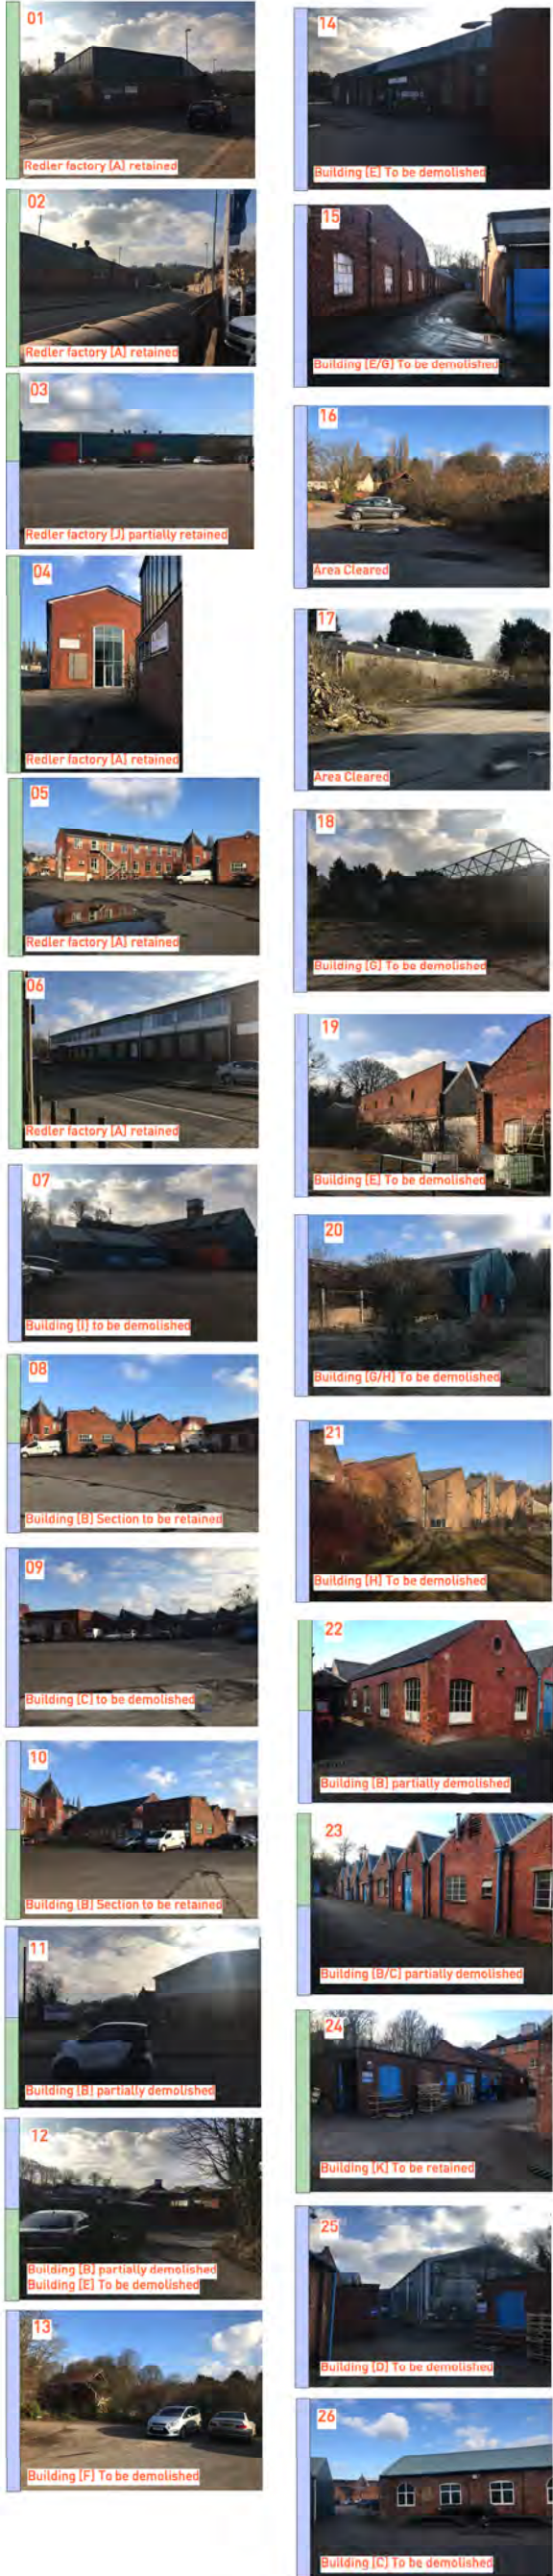 01
Redler factory [A] retained
02
Redler factory [A] retained
03
Redler factory [J] partially retained
04
Redler factory [A] retained
05
Redler factory [A] retained
06
Redler factory [A] retained
07
Building [I] to be demolished
08
Building [B] Section to be retained
09
Building [C] to be demolished
10
Building [B] Section to be retained
11
Building [B] partially demolished
12
Building [B] partially demolished
Building [E] To be demolished
13
Building [F] To be demolished
14
Building [E] To be demolished
15
Building [E/G] To be demolished
16
Area Cleared
17
Area Cleared
18
Building [G] To be demolished
19
Building [E] To be demolished
20
Building [G/H] To be demolished
21
Building [H] To be demolished
22
Building [B] partially demolished
23
Building [B/C] partially demolished
24
Building [K] To be retained
25
Building [D] To be demolished
26
Building [C] To be demolished